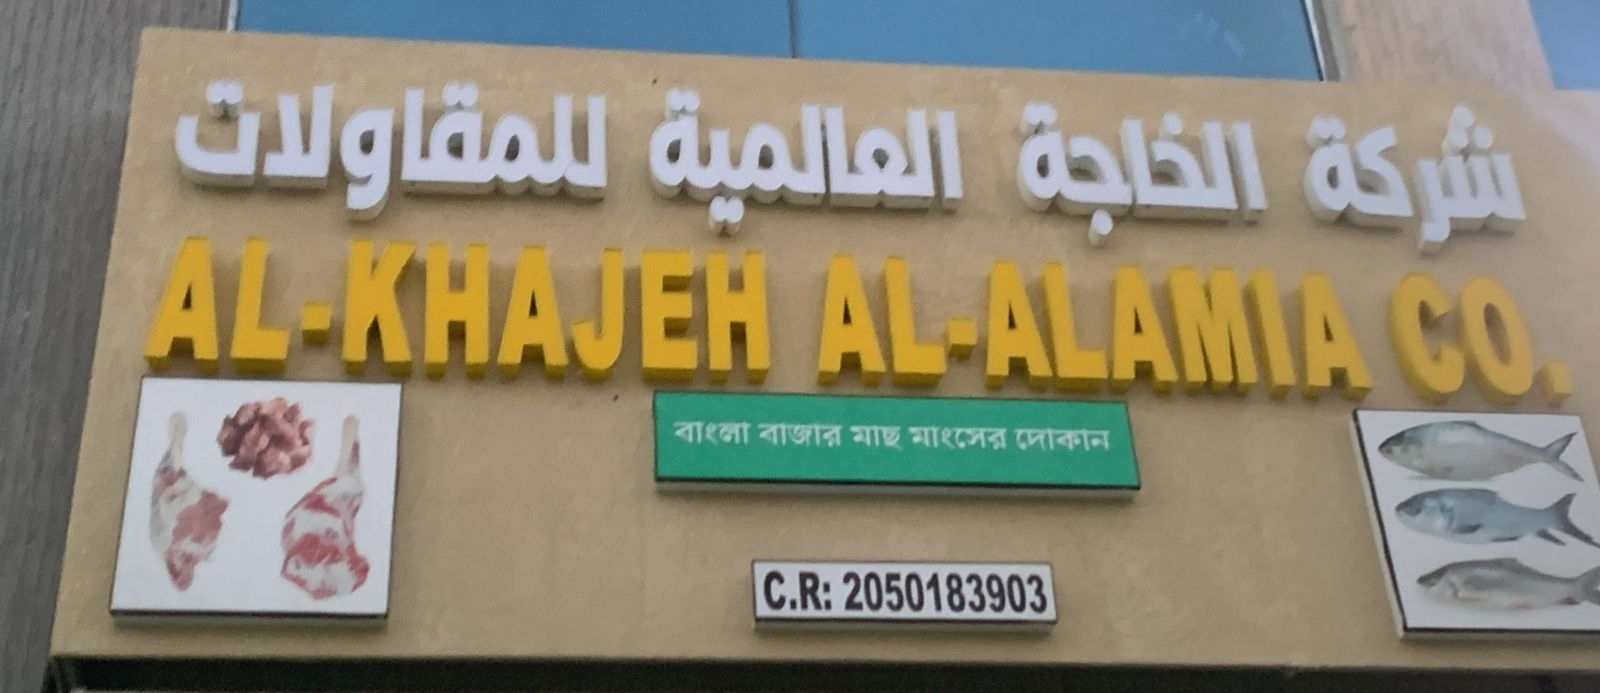 شركة الخاجة العالمية للمقاولات
AL-KHAJEH AL-ALAMIA CO.
বাংলা বাজার মাছ মাংসের দোকান
C.R: 2050183903